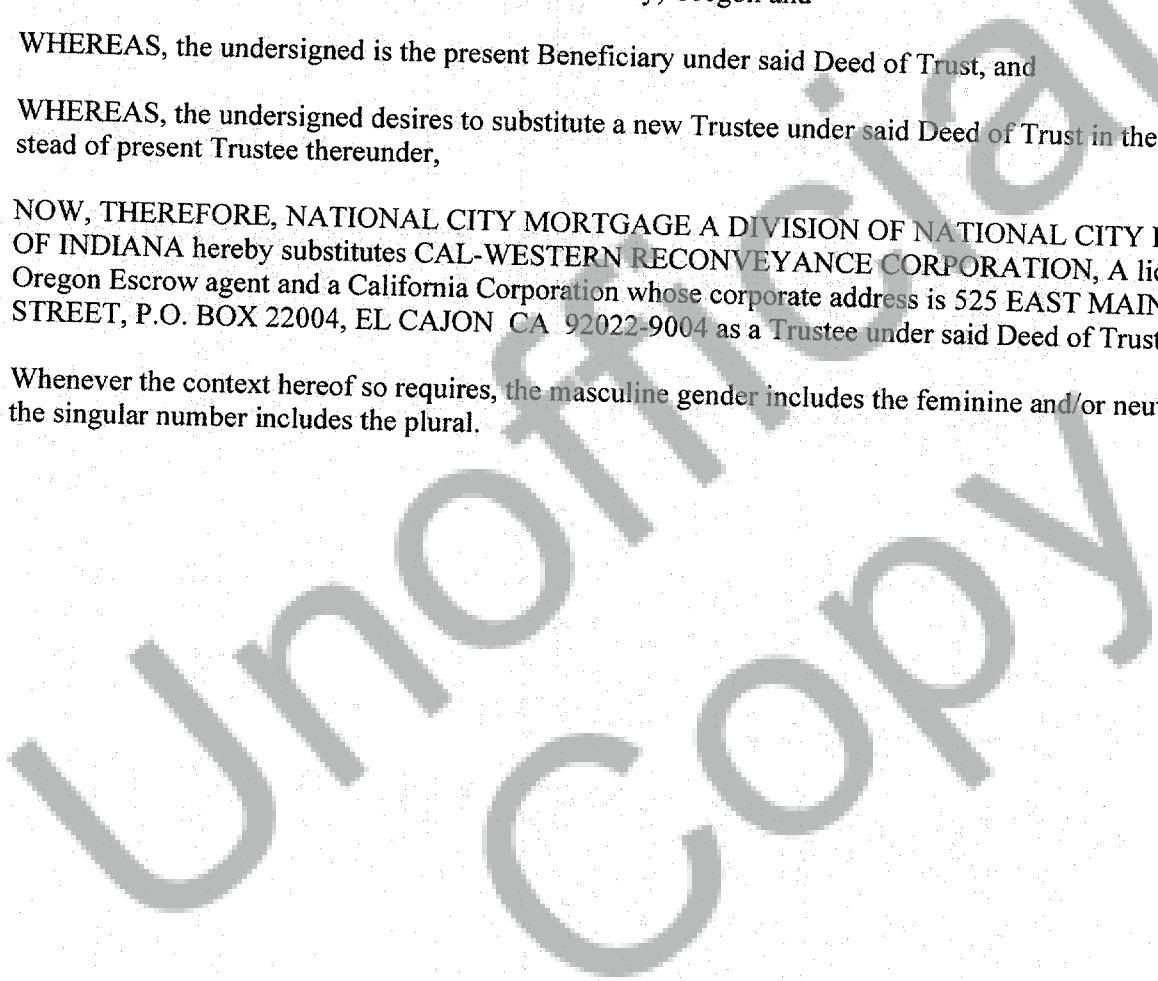 Oregon and
WHEREAS, the undersigned is the present Beneficiary under said Deed of Trust, and
WHEREAS, the undersigned desires to substitute a new Trustee under said Deed of Trust in the
stead of present Trustee thereunder,
NOW, THEREFORE, NATIONAL CITY MORTGAGE A DIVISION OF NATIONAL CITY
OF INDIANA hereby substitutes CAL-WESTERN RECONVEYANCE CORPORATION, A
Oregon Escrow agent and a California Corporation whose corporate address is 525 EAST MAIN
STREET, P.O. BOX 22004, EL CAJON CA 92022-9004 as a Trustee under said Deed of Trust
Whenever the context hereof so requires, the masculine gender includes the feminine and/or
the singular number includes the plural.
Unofficial
Copy